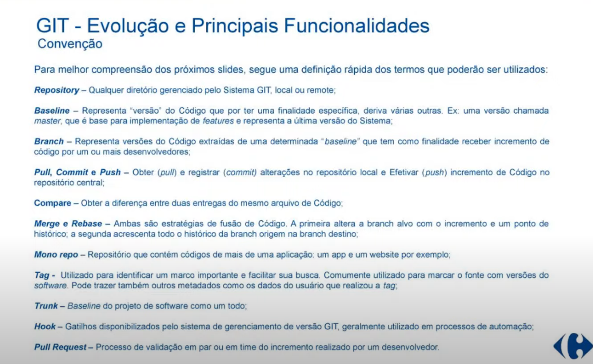 GIT - Evolução e Principais Funcionalidades
Convenção
Para melhor compreensão dos próximos slides, segue uma definição rápida dos termos que poderão ser utilizados:
Repository – Qualquer diretório gerenciado pelo Sistema GIT, local ou remote;
Baseline – Representa "versão" do Código que por ter uma finalidade específica, deriva várias outras. Ex: uma versão chamada
master, que é base para implementação de features e representa a última versão do Sistema;
Branch – Representa versões do Código extraídas de uma determinada "baseline" que tem como finalidade receber incremento de
código por um ou mais desenvolvedores;
Pull, Commit e Push – Obter (pull) e registrar (commit) alterações no repositório local e Efetivar (push) incremento de Código no
repositório central;
Compare – Obter a diferença entre duas entregas do mesmo arquivo de Código;
Merge e Rebase – Ambas são estratégias de fusão de Código. A primeira altera a branch alvo com o incremento e um ponto de
histórico; a segunda acrescenta todo o histórico da branch origem na branch destino;
Mono repo – Repositório que contém códigos de mais de uma aplicação: um app e um website por exemplo;
Tag - Utilizado para identificar um marco importante e facilitar sua busca. Comumente utilizado para marcar o fonte com versões do
software. Pode trazer também outros metadados como os dados do usuário que realizou a tag;
Trunk – Baseline do projeto de software como um todo;
Hook – Gatilhos disponibilizados pelo sistema de gerenciamento de versão GIT, geralmente utilizado em processos de automação;
Pull Request – Processo de validação em par ou em time do incremento realizado por um desenvolvedor.